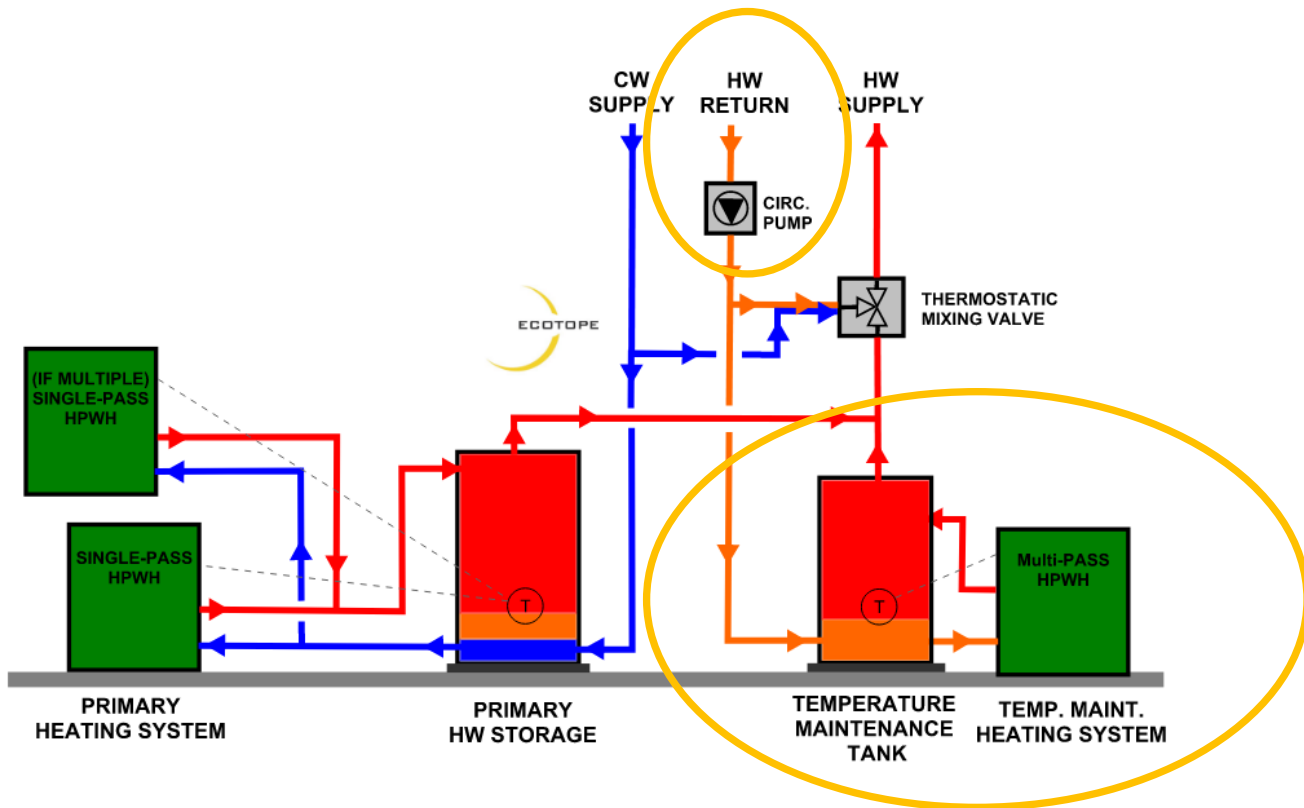 CW
SUPPLY
HW
RETURN
HW
SUPPLY
CIRC.
PUMP
THERMOSTATIC
MIXING VALVE
ECOTOPE
(IF MULTIPLE)
SINGLE-PASS
HPWH
SINGLE-PASS
HPWH
T
T
Multi-PASS
HPWH
PRIMARY
HEATING SYSTEM
PRIMARY
HW STORAGE
TEMPERATURE
MAINTENANCE
TANK
TEMP. MAINT.
HEATING SYSTEM